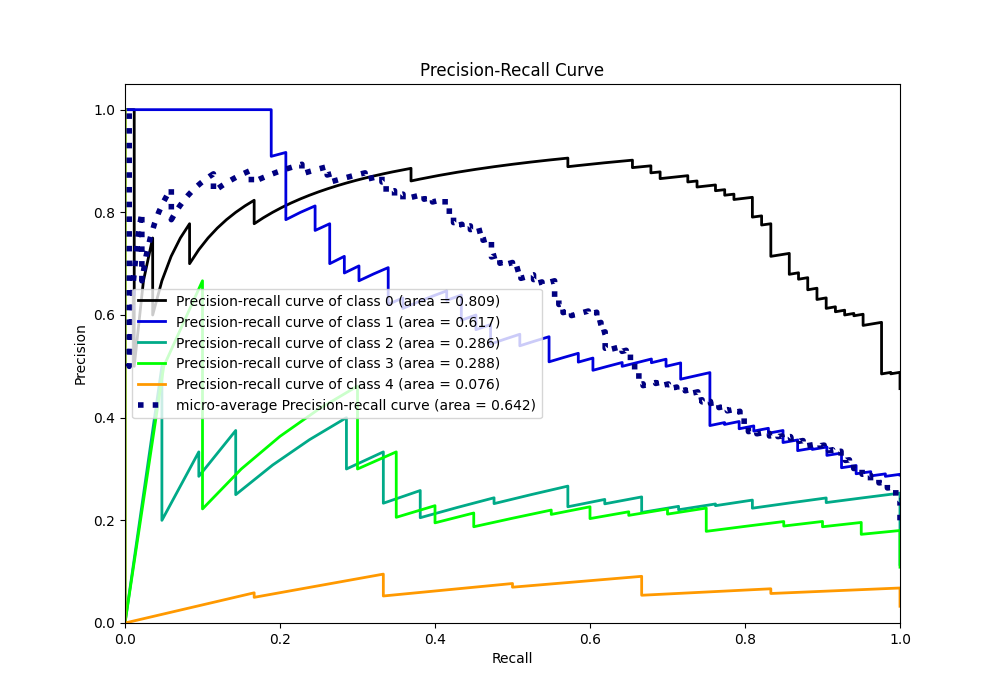 Precision-Recall Curve
1.0
0.8
0.6
0.4
0.2
0.0
Precision
Precision-recall curve of class 0 (area = 0.809)
Precision-recall curve of class 1 (area = 0.617)
Precision-recall curve of class 2 (area = 0.286)
Precision-recall curve of class 3 (area = 0.288)
Precision-recall curve of class 4 (area = 0.076)
micro-average Precision-recall curve (area = 0.642)
0.0 0.2 0.4 0.6 0.8 1.0
Recall